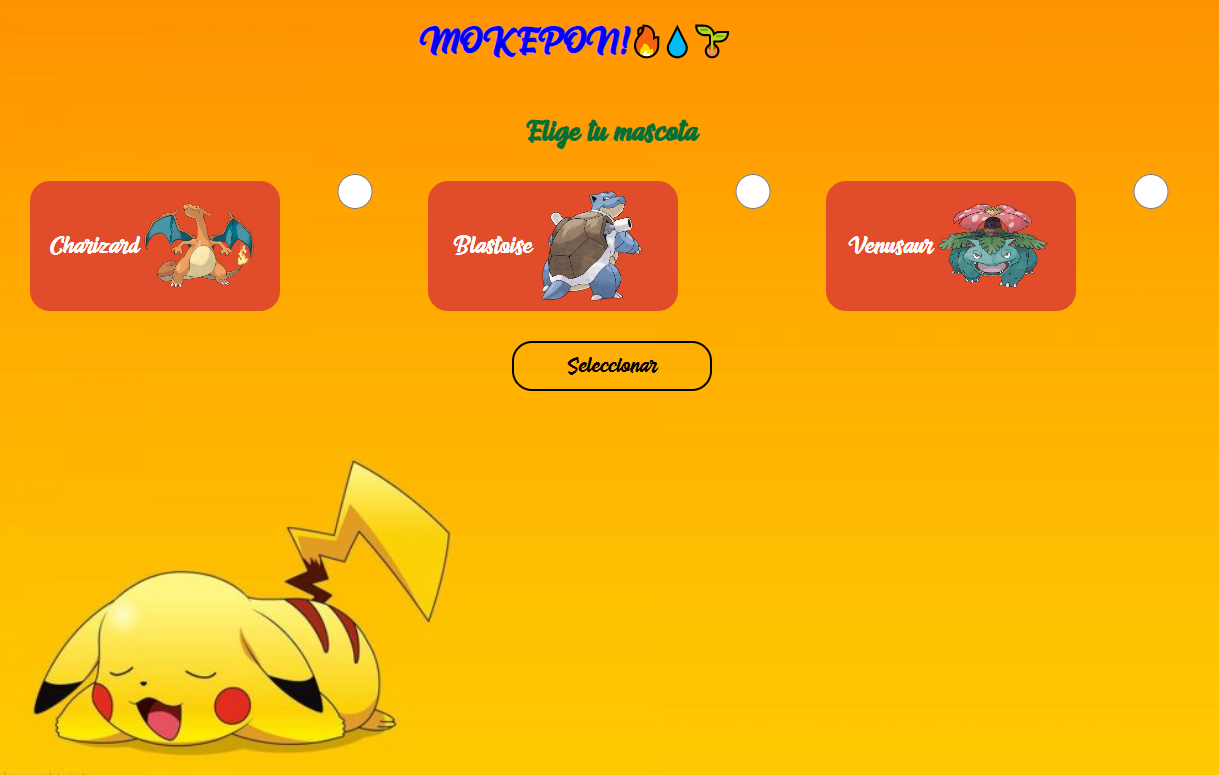 MOKEPON!🔥💧🌱
Elige tu mascota
Charizard
Blastoise
Venusaur
Seleccionar